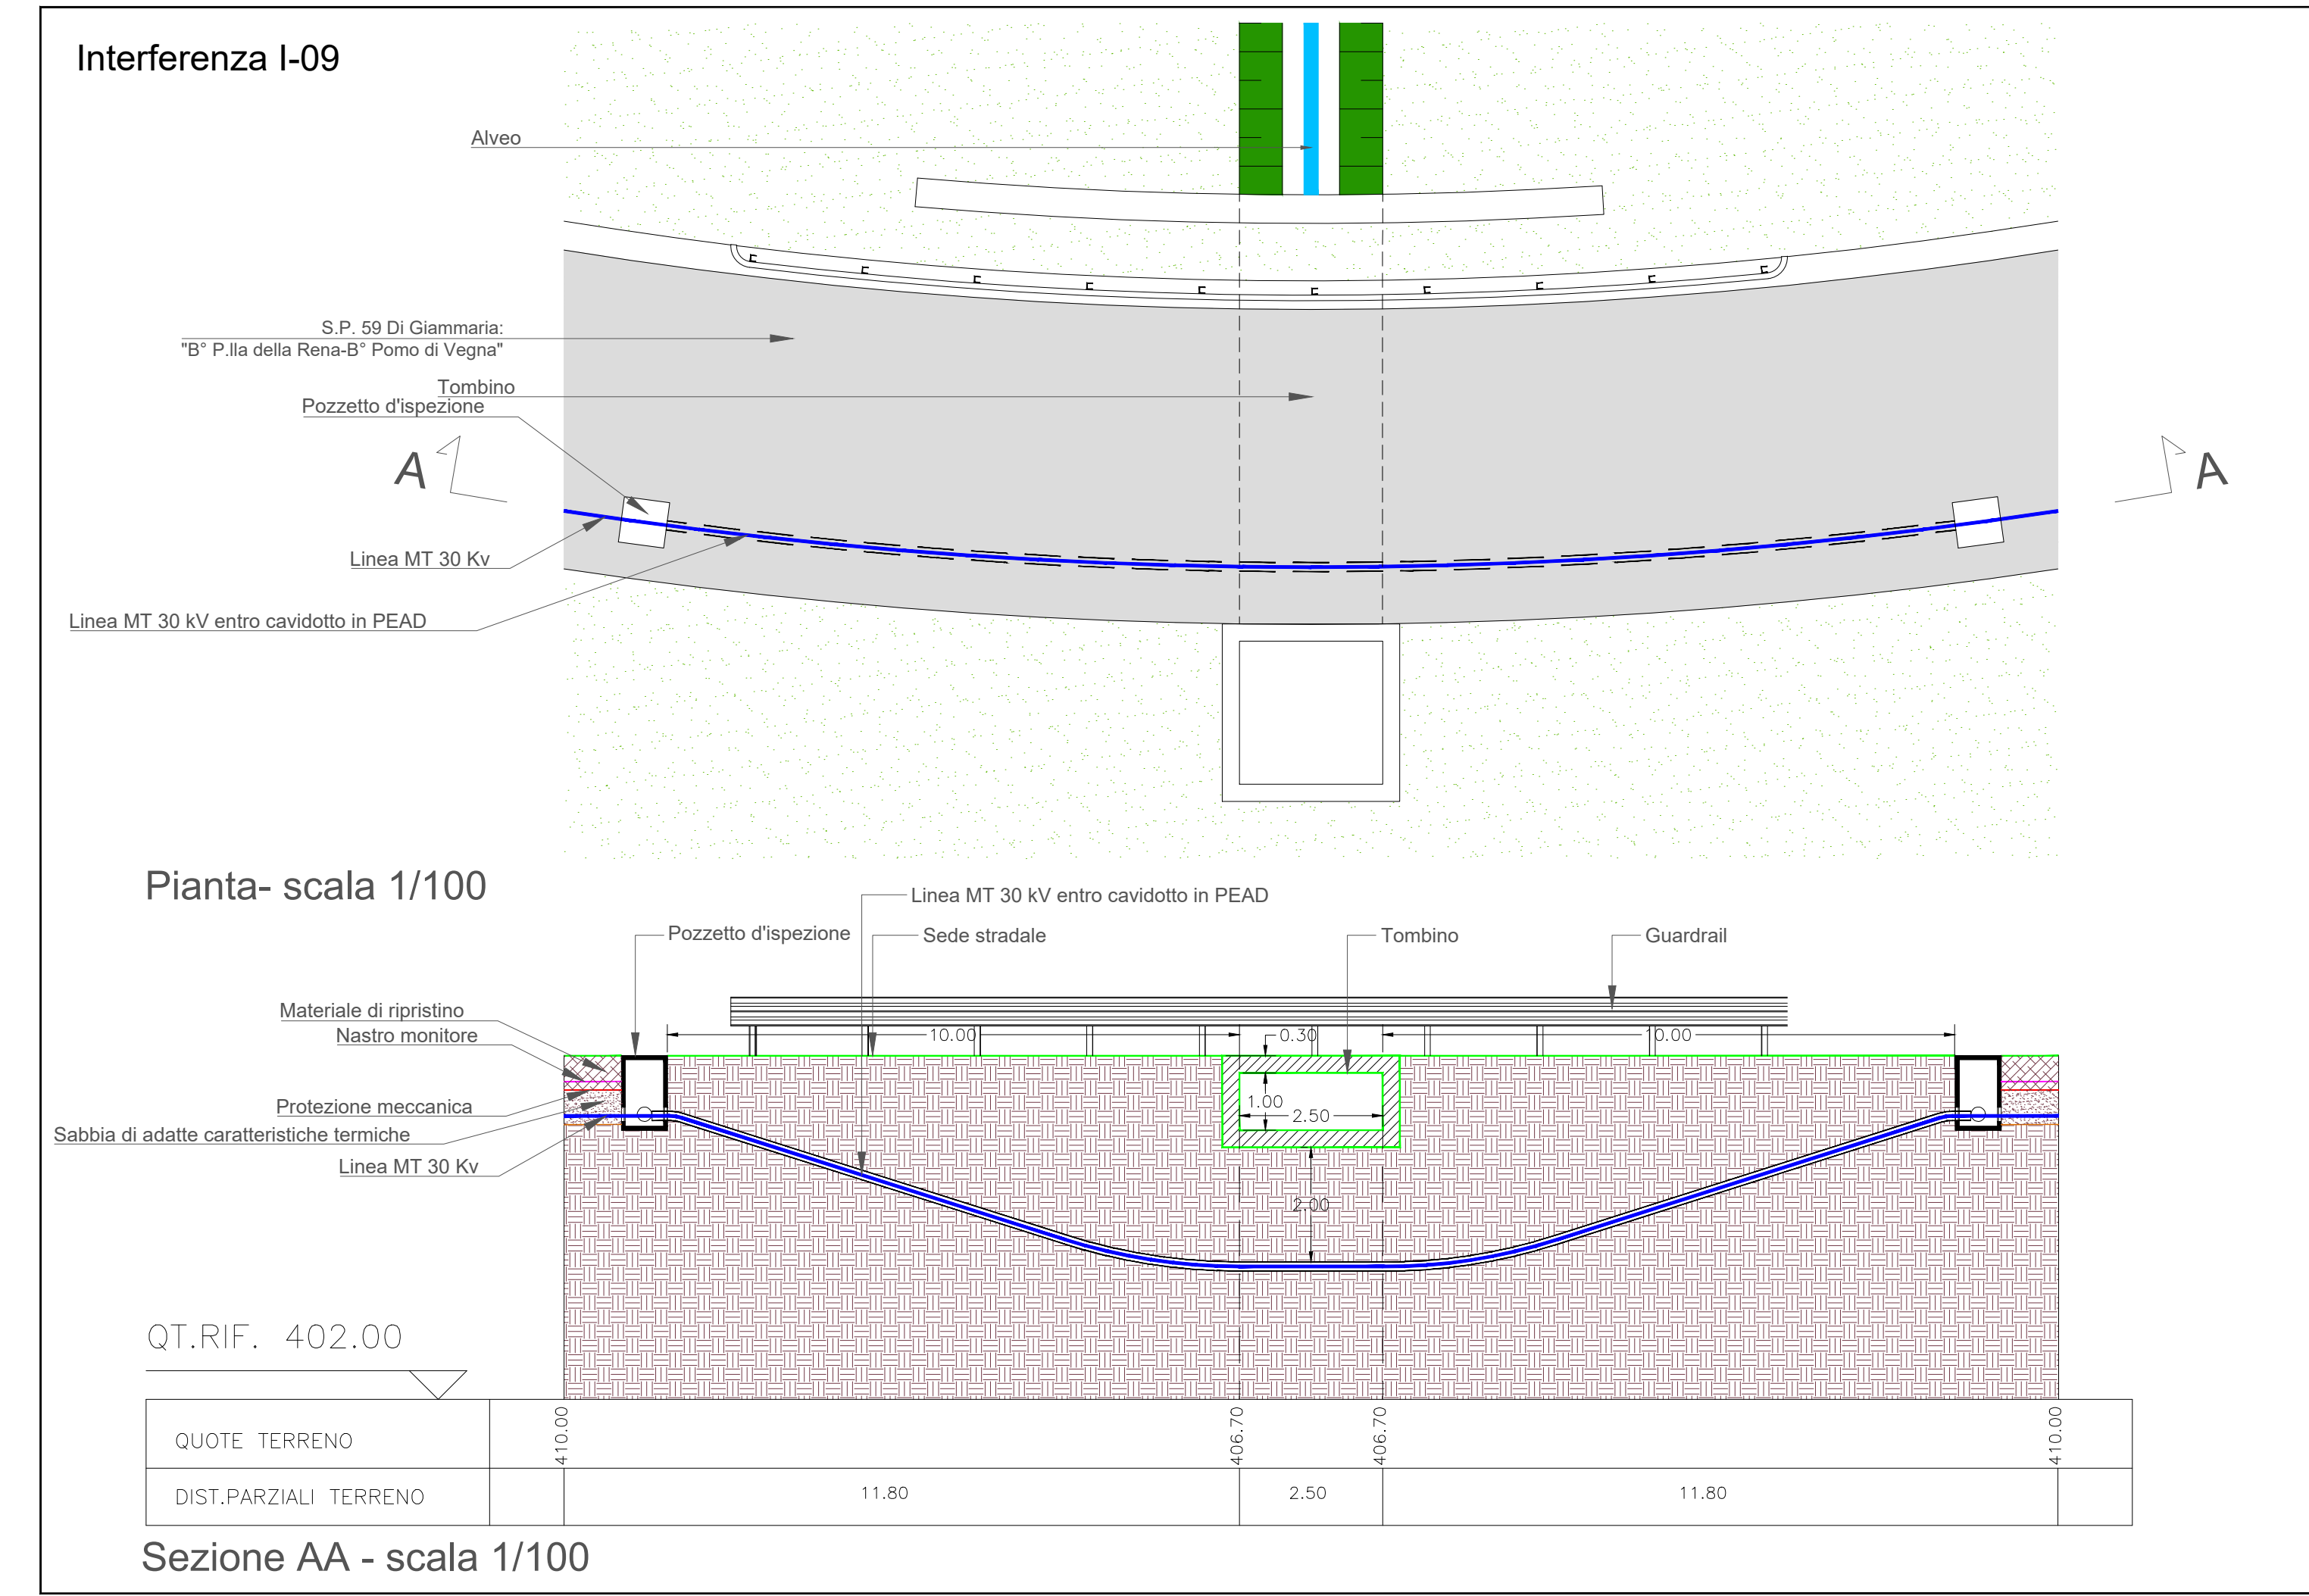 Interferenza I-09
Alveo
S.P. 59 Di Giammaria:
"B° P.lla della Rena-B° Pomo di Vegna"
Tombino
Pozzetto d'ispezione
A
A
Linea MT 30 Kv
Linea MT 30 kV entro cavidotto in PEAD
Pianta- scala 1/100
Linea MT 30 kV entro cavidotto in PEAD
Pozzetto d'ispezione
Sede stradale
Tombino
Guardrail
Materiale di ripristino
Nastro monitore
Protezione meccanica
Sabbia di adatte caratteristiche termiche
Linea MT 30 Kv
10.00
0.30
10.00
1.00
2.50
2.00
QT.RIF. 402.00
QUOTE TERRENO
410.00
406.70
406.70
410.00
DIST.PARZIALI TERRENO
11.80
2.50
11.80
Sezione AA - scala 1/100